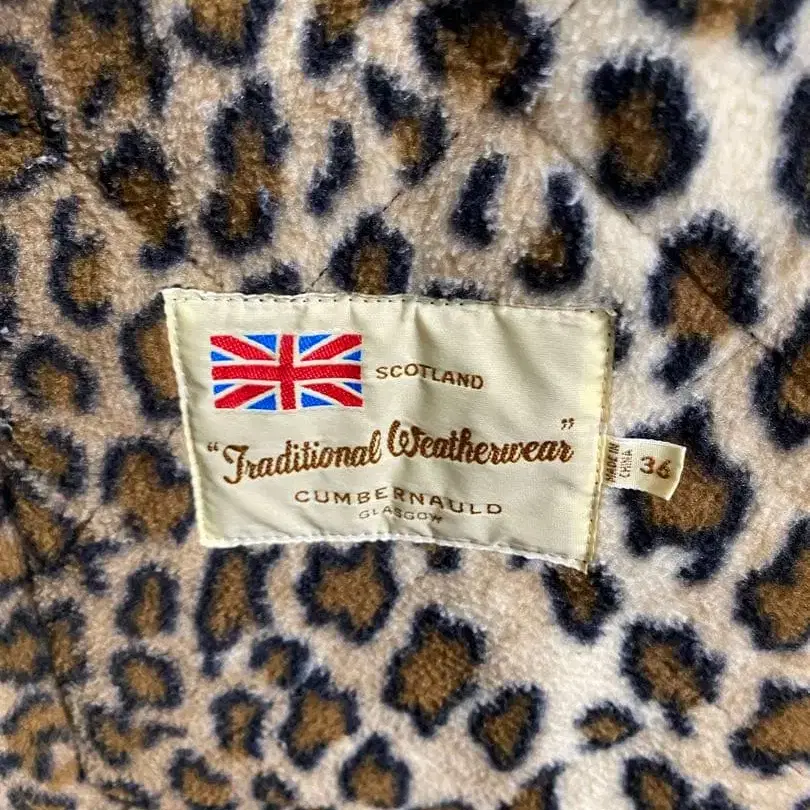 SCOTLAND
"Traditional Weatherwear"
CUMBERNAULD
GLASGOW
MADE IN
CHINA
36